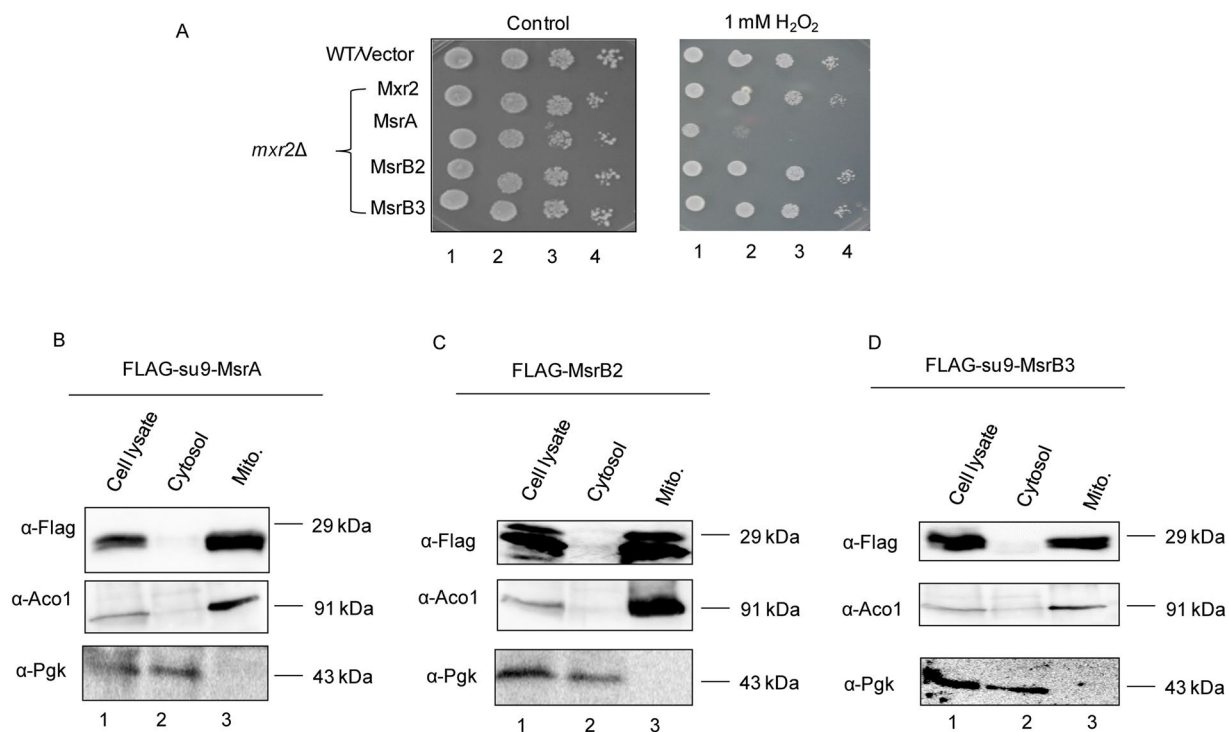 A
Control
1 mM H₂O₂
WT/Vector
Mxr2
MsrA
mxr2Δ
MsrB2
MsrB3
1 2 3 4
1 2 3 4
B
FLAG-su9-MsrA
Cell lysate
Cytosol
Mito.
α-Flag
29 kDa
α-Aco1
91 kDa
α-Pgk
43 kDa
1 2 3
C
FLAG-MsrB2
Cell lysate
Cytosol
Mito.
α-Flag
29 kDa
α-Aco1
91 kDa
α-Pgk
43 kDa
1 2 3
D
FLAG-su9-MsrB3
Cell lysate
Cytosol
Mito.
α-Flag
29 kDa
α-Aco1
91 kDa
α-Pgk
43 kDa
1 2 3